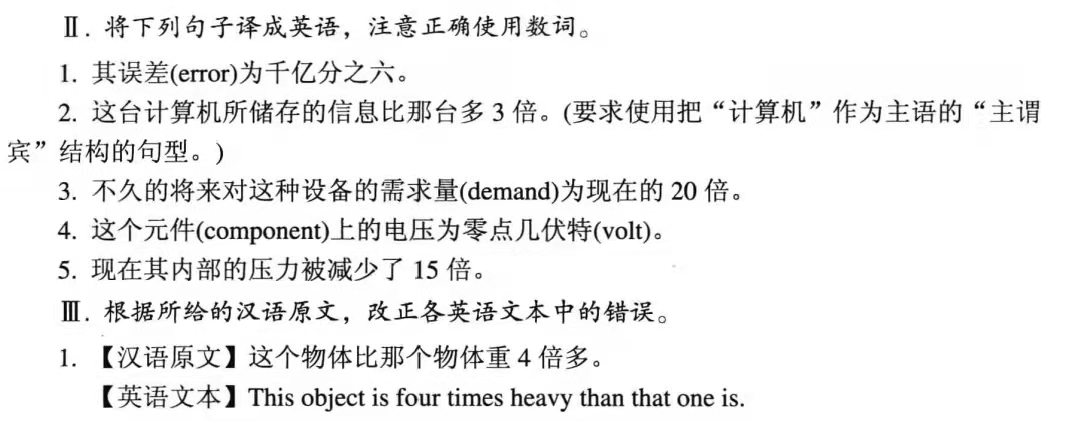 Ⅱ. 将下列句子译成英语，注意正确使用数词。
1. 其误差(error)为千亿分之六。
2. 这台计算机所储存的信息比那台多 3 倍。(要求使用把“计算机”作为主语的“主谓
宾”结构的句型。)
3. 不久的将来对这种设备的需求量(demand)为现在的 20 倍。
4. 这个元件(component)上的电压为零点几伏特(volt)。
5. 现在其内部的压力被减少了 15 倍。
Ⅲ. 根据所给的汉语原文，改正各英语文本中的错误。
1. 【汉语原文】这个物体比那个物体重 4 倍多。
【英语文本】This object is four times heavy than that one is.